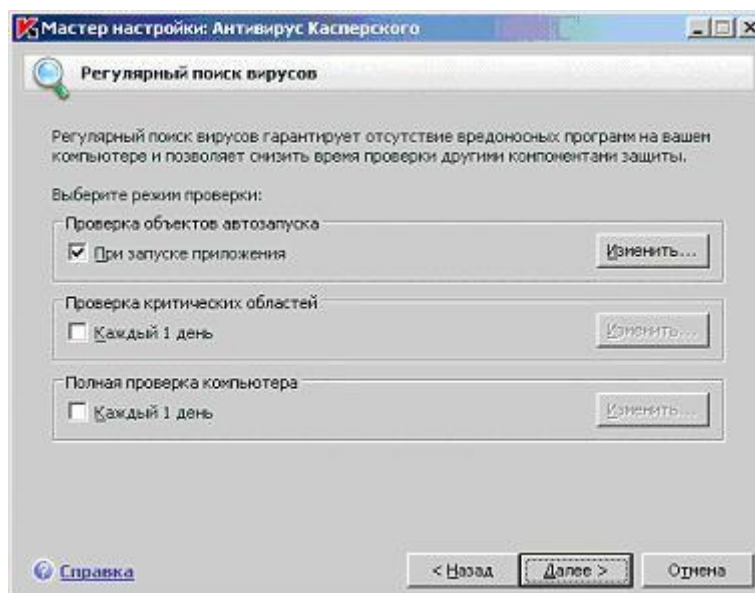 Мастер настройки: Антивирус Касперского
Регулярный поиск вирусов
Регулярный поиск вирусов гарантирует отсутствие вредоносных программ на вашем
компьютере и позволяет снизить время проверки другими компонентами защиты.
Выберите режим проверки:
Проверка объектов автозапуска
При запуске приложения
Изменить...
Проверка критических областей
Каждый 1 день
Изменить...
Полная проверка компьютера
Каждый 1 день
Изменить...
Справка
< Назад
Далее >
Отмена